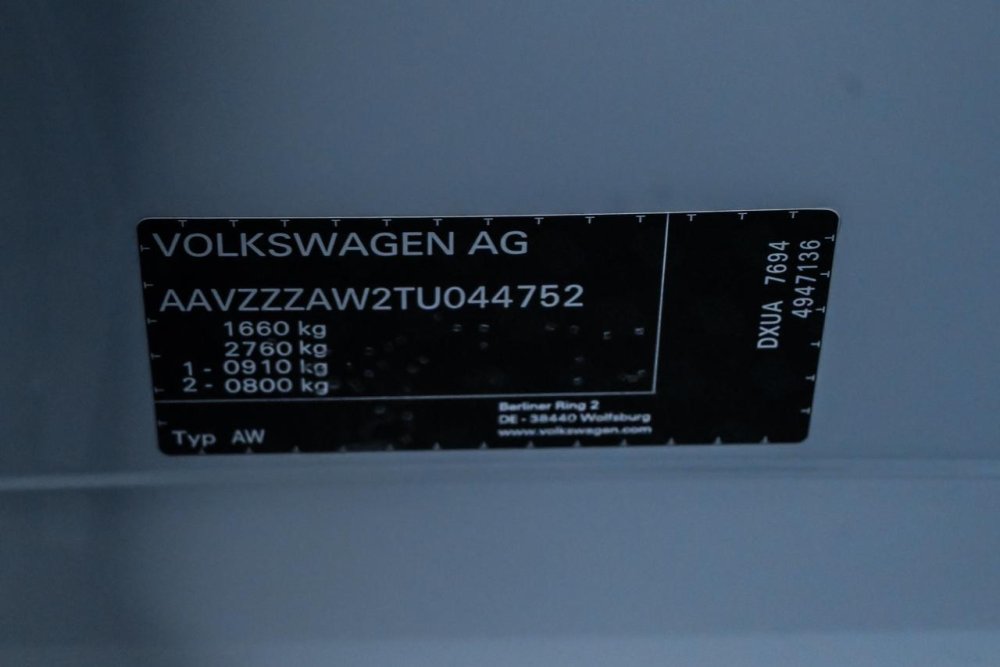 VOLKSWAGEN AG
AAVZZZAW2TU044752
1660 kg
2760 kg
1 - 0910 kg
2 - 0800 kg
Typ AW
Berliner Ring 2
DE - 38440 Wolfsburg
www.volkswagen.com
DXUA 7694
4947136